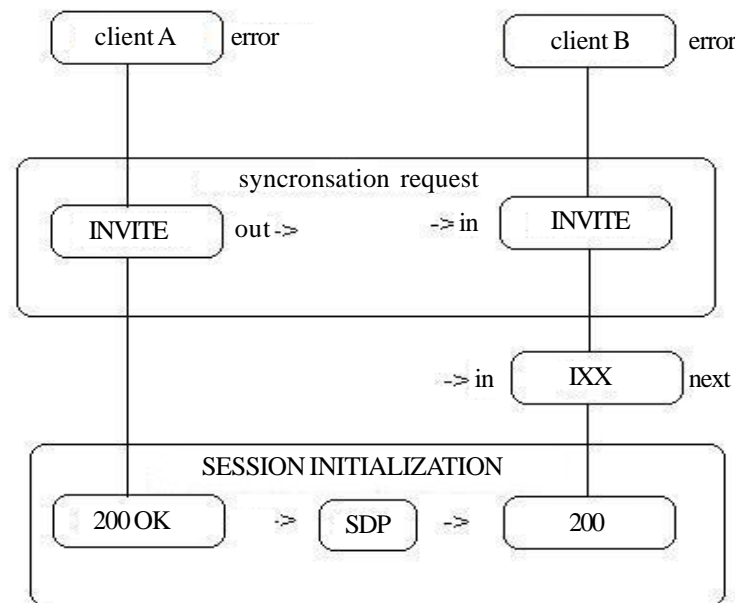 client A error client B error
syncronsation request
INVITE out -> -> in INVITE
-> in IXX next
SESSION INITIALIZATION
200 OK -> SDP -> 200